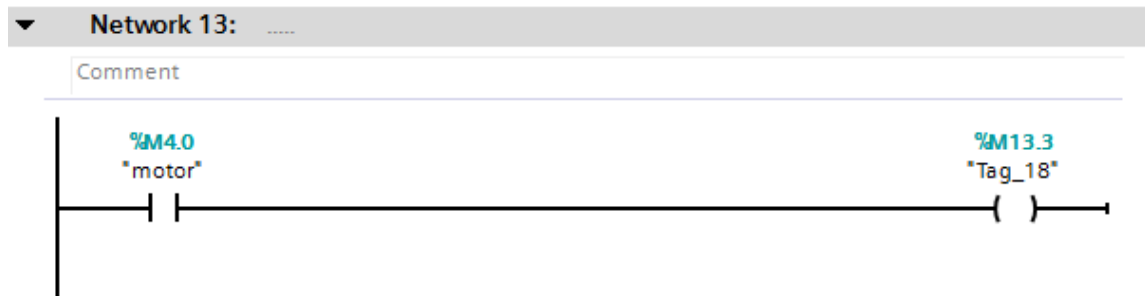 Network 13: .....
Comment
%M4.0 %M13.3
"motor" "Tag_18"